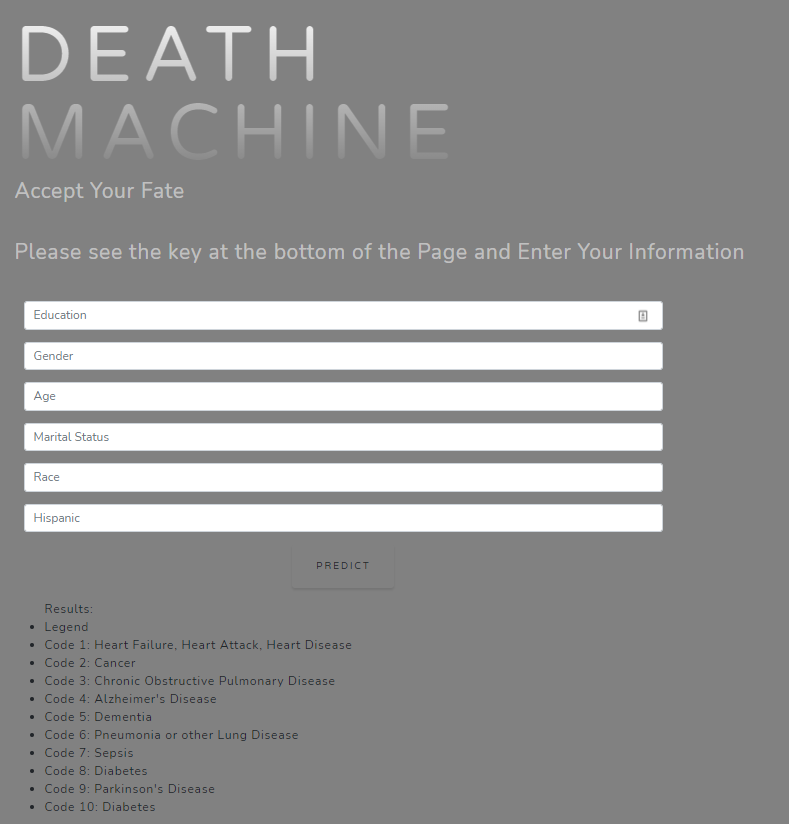 DEATH
MACHINE
Accept Your Fate
Please see the key at the bottom of the Page and Enter Your Information
Education
Gender
Age
Marital Status
Race
Hispanic
PREDICT
Results:
Legend
Code 1: Heart Failure, Heart Attack, Heart Disease
Code 2: Cancer
Code 3: Chronic Obstructive Pulmonary Disease
Code 4: Alzheimer's Disease
Code 5: Dementia
Code 6: Pneumonia or other Lung Disease
Code 7: Sepsis
Code 8: Diabetes
Code 9: Parkinson's Disease
Code 10: Diabetes